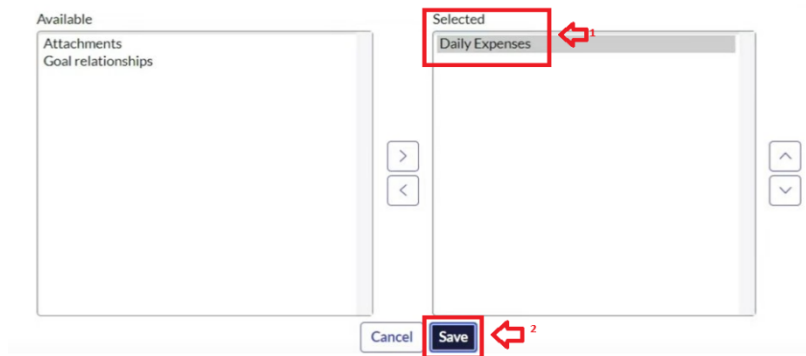 Available
Attachments
Goal relationships
Selected
Daily Expenses
1
>
<
Cancel
Save
2